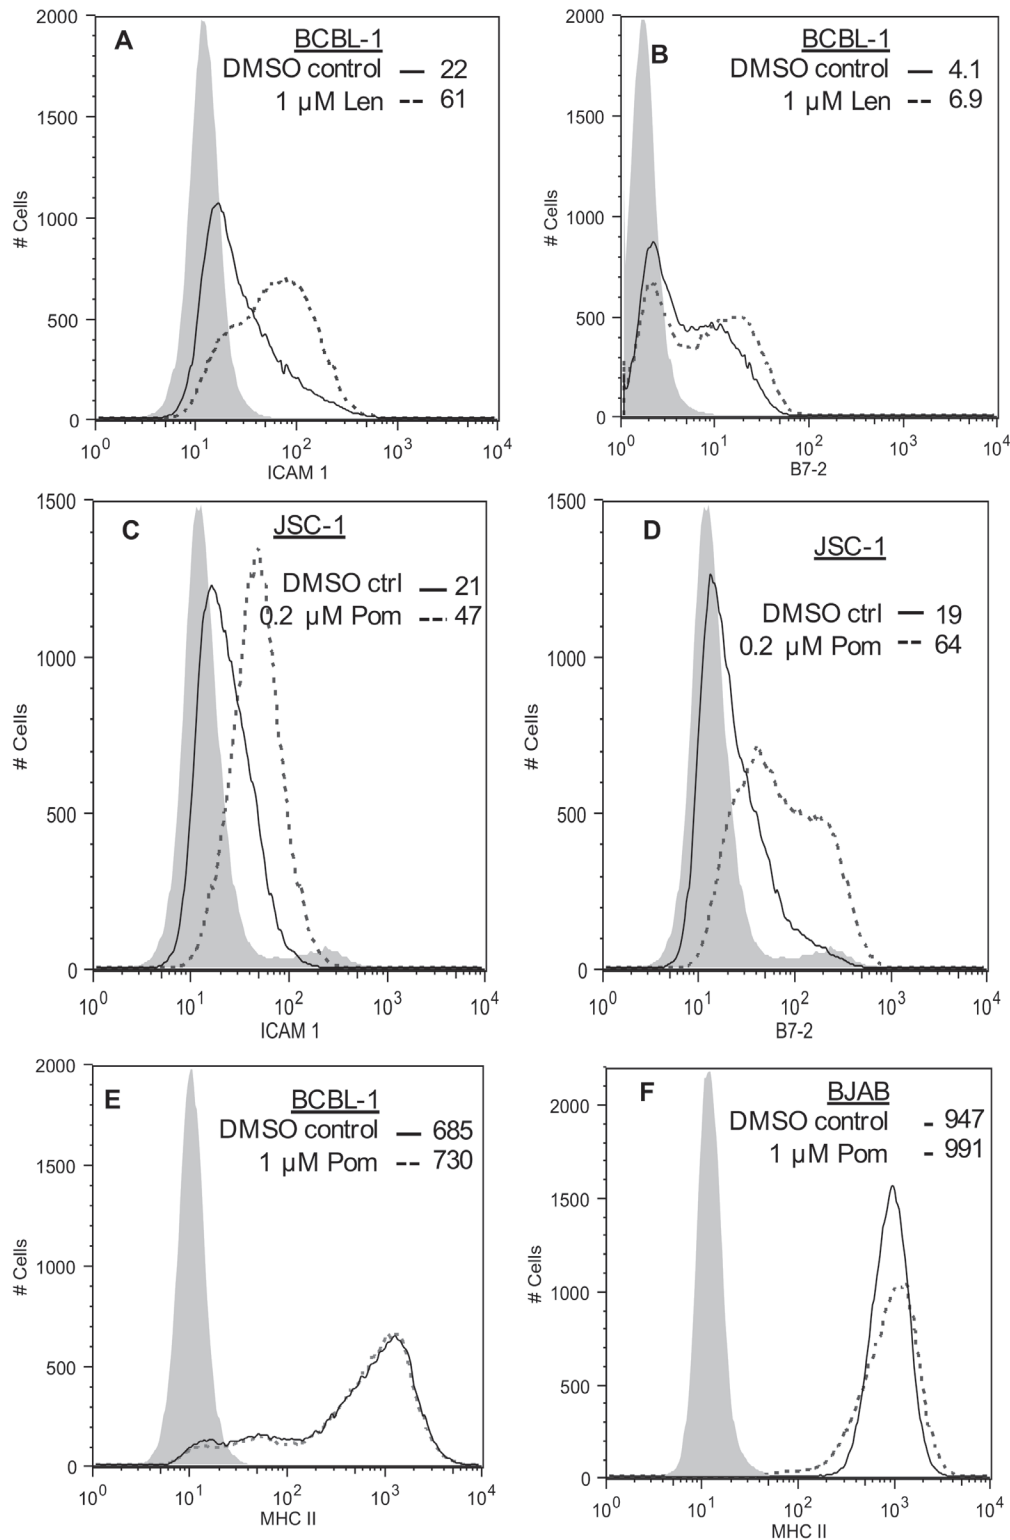 A
BCBL-1
DMSO control 22
1 µM Len 61
2000
1500
1000
500
0
# Cells
10^0 10^1 10^2 10^3 10^4
ICAM 1
B
BCBL-1
DMSO control 4.1
1 µM Len 6.9
2000
1500
1000
500
0
# Cells
10^0 10^1 10^2 10^3 10^4
B7-2
C
JSC-1
DMSO ctrl 21
0.2 µM Pom 47
1500
1000
500
0
# Cells
10^0 10^1 10^2 10^3 10^4
ICAM 1
D
JSC-1
DMSO ctrl 19
0.2 µM Pom 64
1500
1000
500
0
# Cells
10^0 10^1 10^2 10^3 10^4
B7-2
E
BCBL-1
DMSO control 685
1 µM Pom 730
2000
1500
1000
500
0
# Cells
10^0 10^1 10^2 10^3 10^4
MHC II
F
BJAB
DMSO control 947
1 µM Pom 991
2000
1500
1000
500
0
# Cells
10^0 10^1 10^2 10^3 10^4
MHC II